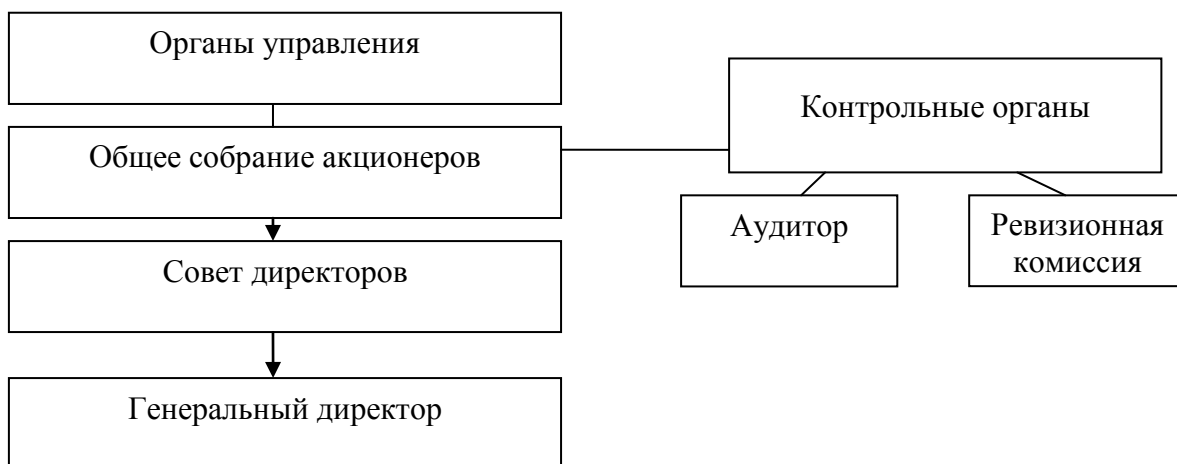 Органы управления
Общее собрание акционеров
Совет директоров
Генеральный директор
Контрольные органы
Аудитор
Ревизионная
комиссия